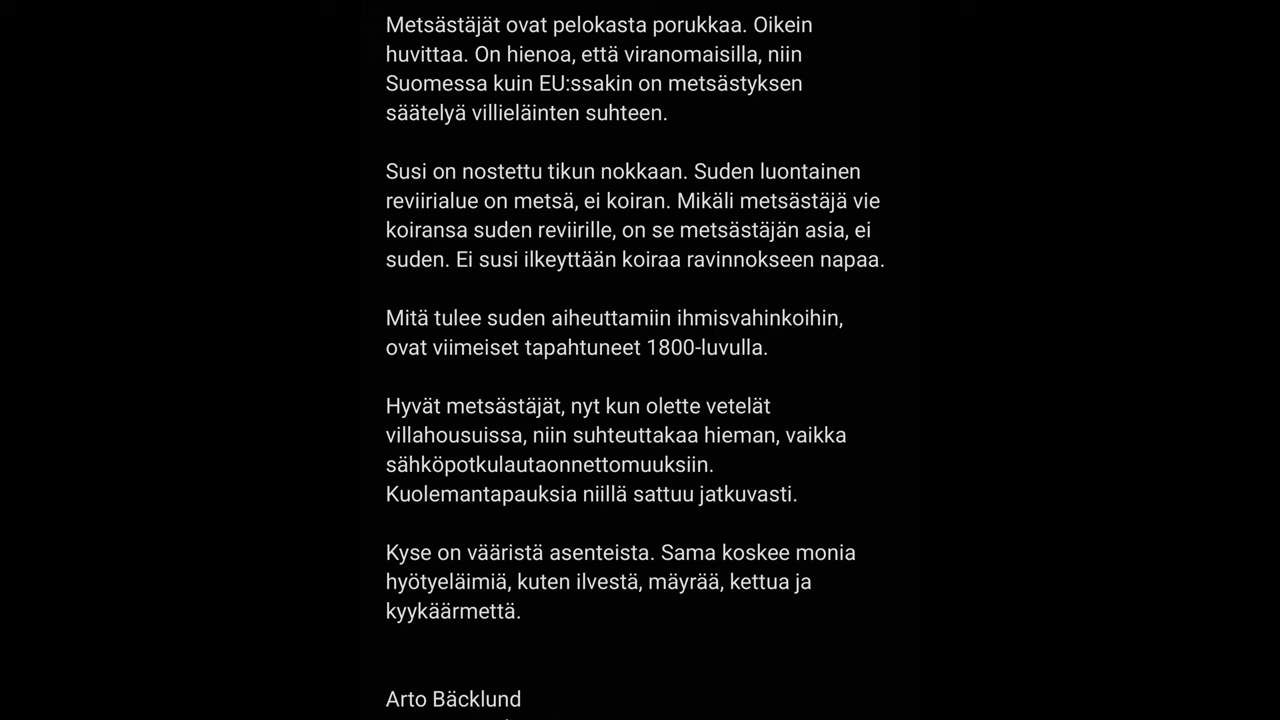 Metsästäjät ovat pelokasta porukkaa. Oikein
huvittaa. On hienoa, että viranomaisilla, niin
Suomessa kuin EU:ssakin on metsästyksen
säätelyä villieläinten suhteen.
Susi on nostettu tikun nokkaan. Suden luontainen
reviirialue on metsä, ei koiran. Mikäli metsästäjä vie
koiransa suden reviirille, on se metsästäjän asia, ei
suden. Ei susi ilkeyttään koiraa ravinnokseen napaa.
Mitä tulee suden aiheuttamiin ihmisvahinkoihin,
ovat viimeiset tapahtuneet 1800-luvulla.
Hyvät metsästäjät, nyt kun olette vetelät
villahousuissa, niin suhteuttakaa hieman, vaikka
sähköpotkulautaonnettomuuksiin.
Kuolemantapauksia niillä sattuu jatkuvasti.
Kyse on vääristä asenteista. Sama koskee monia
hyötyeläimiä, kuten ilvestä, mäyrää, kettua ja
kyykäärmettä.
Arto Bäcklund